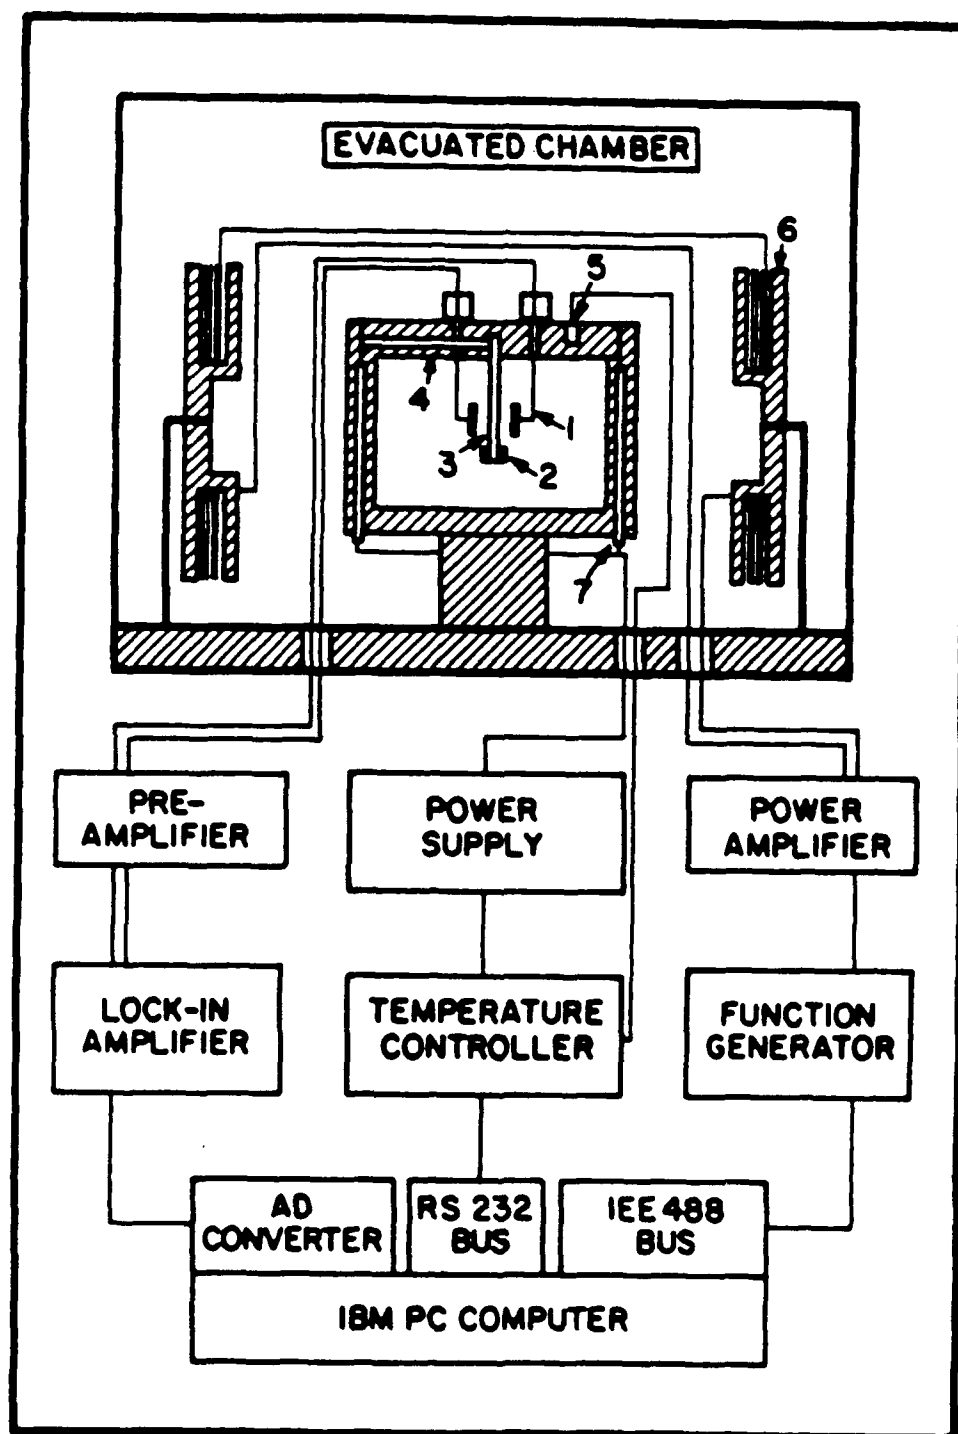 EVACUATED CHAMBER
6
5
4
1
3
2
7
PRE-
AMPLIFIER
POWER
SUPPLY
POWER
AMPLIFIER
LOCK-IN
AMPLIFIER
TEMPERATURE
CONTROLLER
FUNCTION
GENERATOR
AD
CONVERTER
RS 232
BUS
IEE 488
BUS
IBM PC COMPUTER